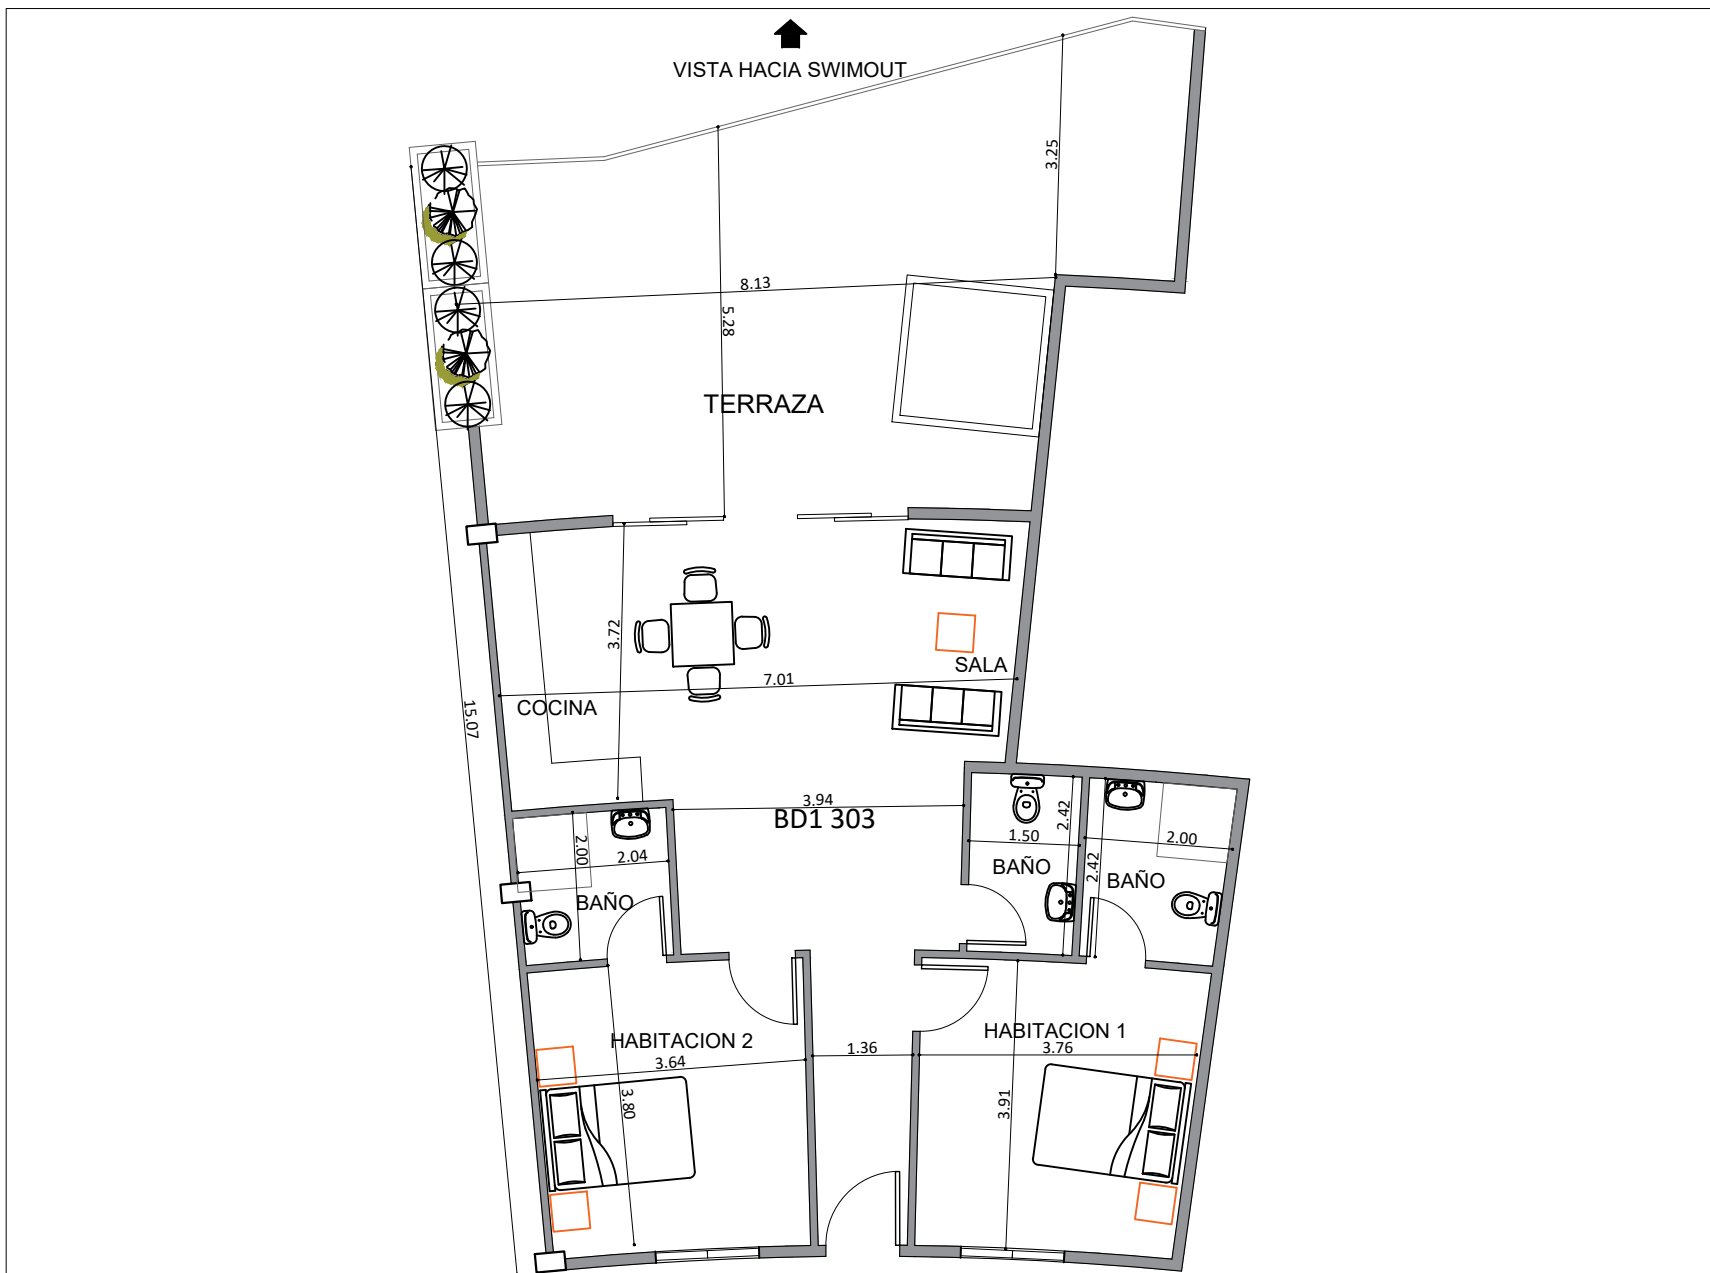 VISTA HACIA SWIMOUT
3.25
8.13
5.28
TERRAZA
3.72
SALA
7.01
COCINA
15.07
3.94
BD1 303
2.42
1.50
2.00
2.00
2.04
2.42
BAÑO
BAÑO
BAÑO
HABITACION 2
HABITACION 1
3.64
1.36
3.76
3.80
3.91